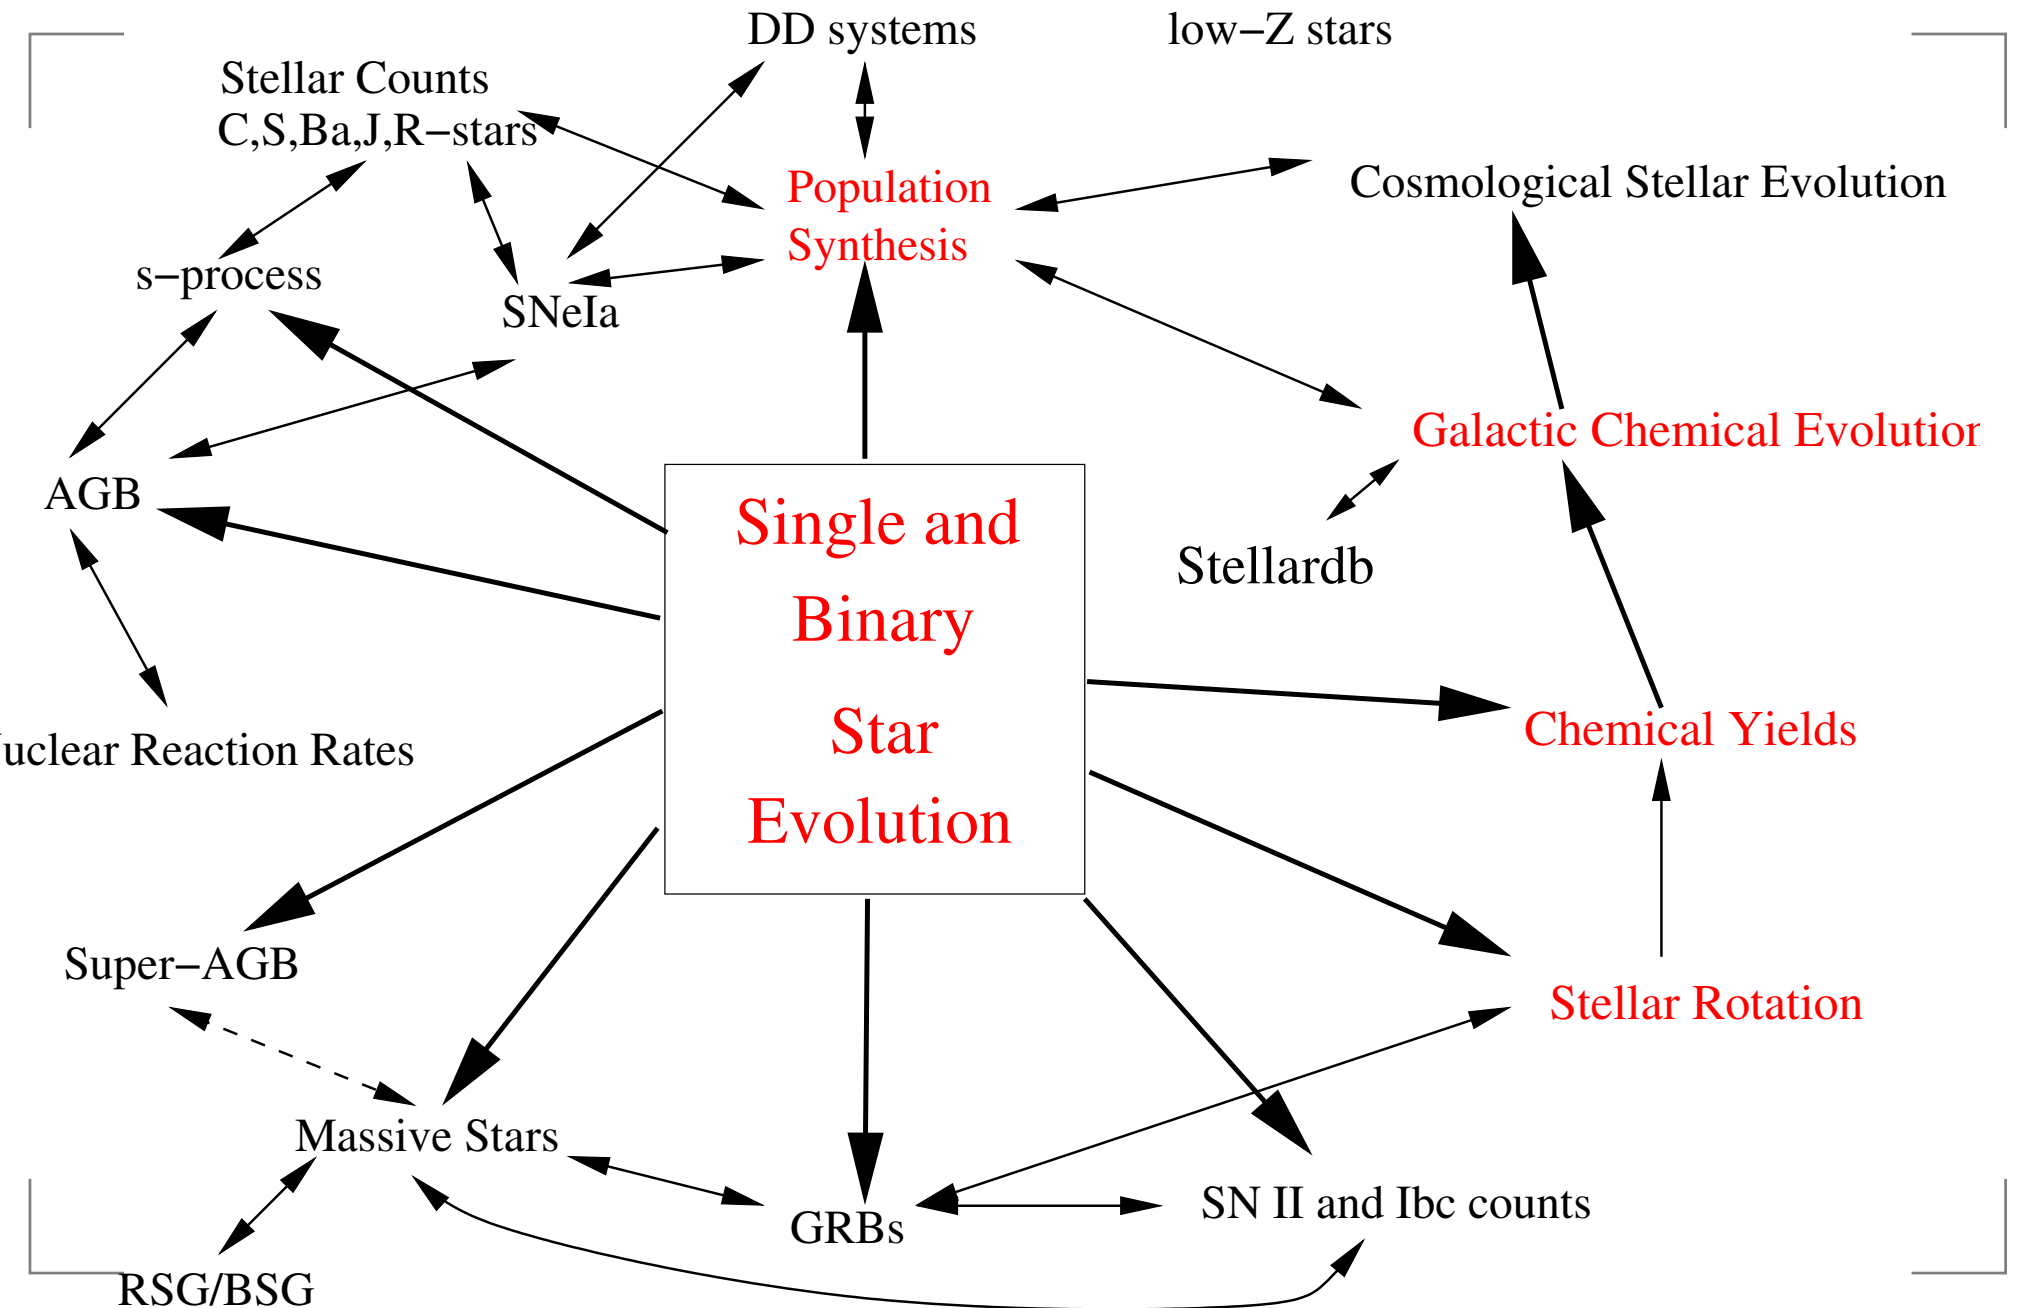 DD systems
low−Z stars
Stellar Counts
C,S,Ba,J,R−stars
Population
Synthesis
Cosmological Stellar Evolution
s−process
SNeIa
Galactic Chemical Evolution
AGB
Single and
Binary
Star
Evolution
Stellardb
uclear Reaction Rates
Chemical Yields
Super−AGB
Stellar Rotation
Massive Stars
GRBs
SN II and Ibc counts
RSG/BSG